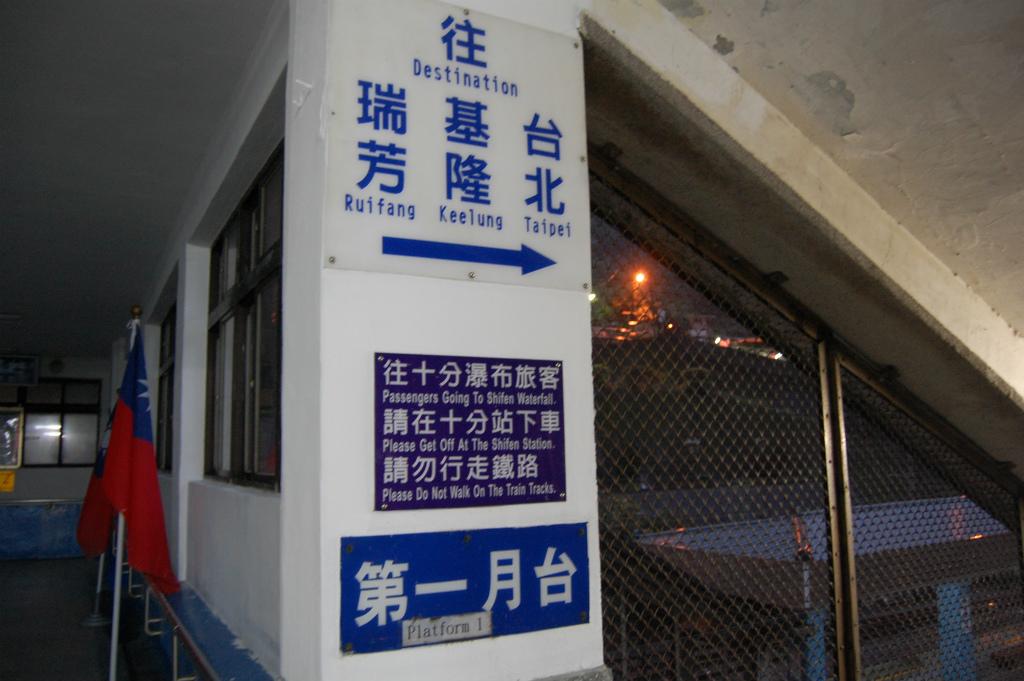 往
Destination
瑞芳 基隆 台北
Ruifang Keelung Taipei
往十分瀑布旅客
Passengers Going To Shifen Waterfall.
請在十分站下車
Please Get Off At The Shifen Station.
請勿行走鐵路
Please Do Not Walk On The Train Tracks.
第一月台
Platform 1